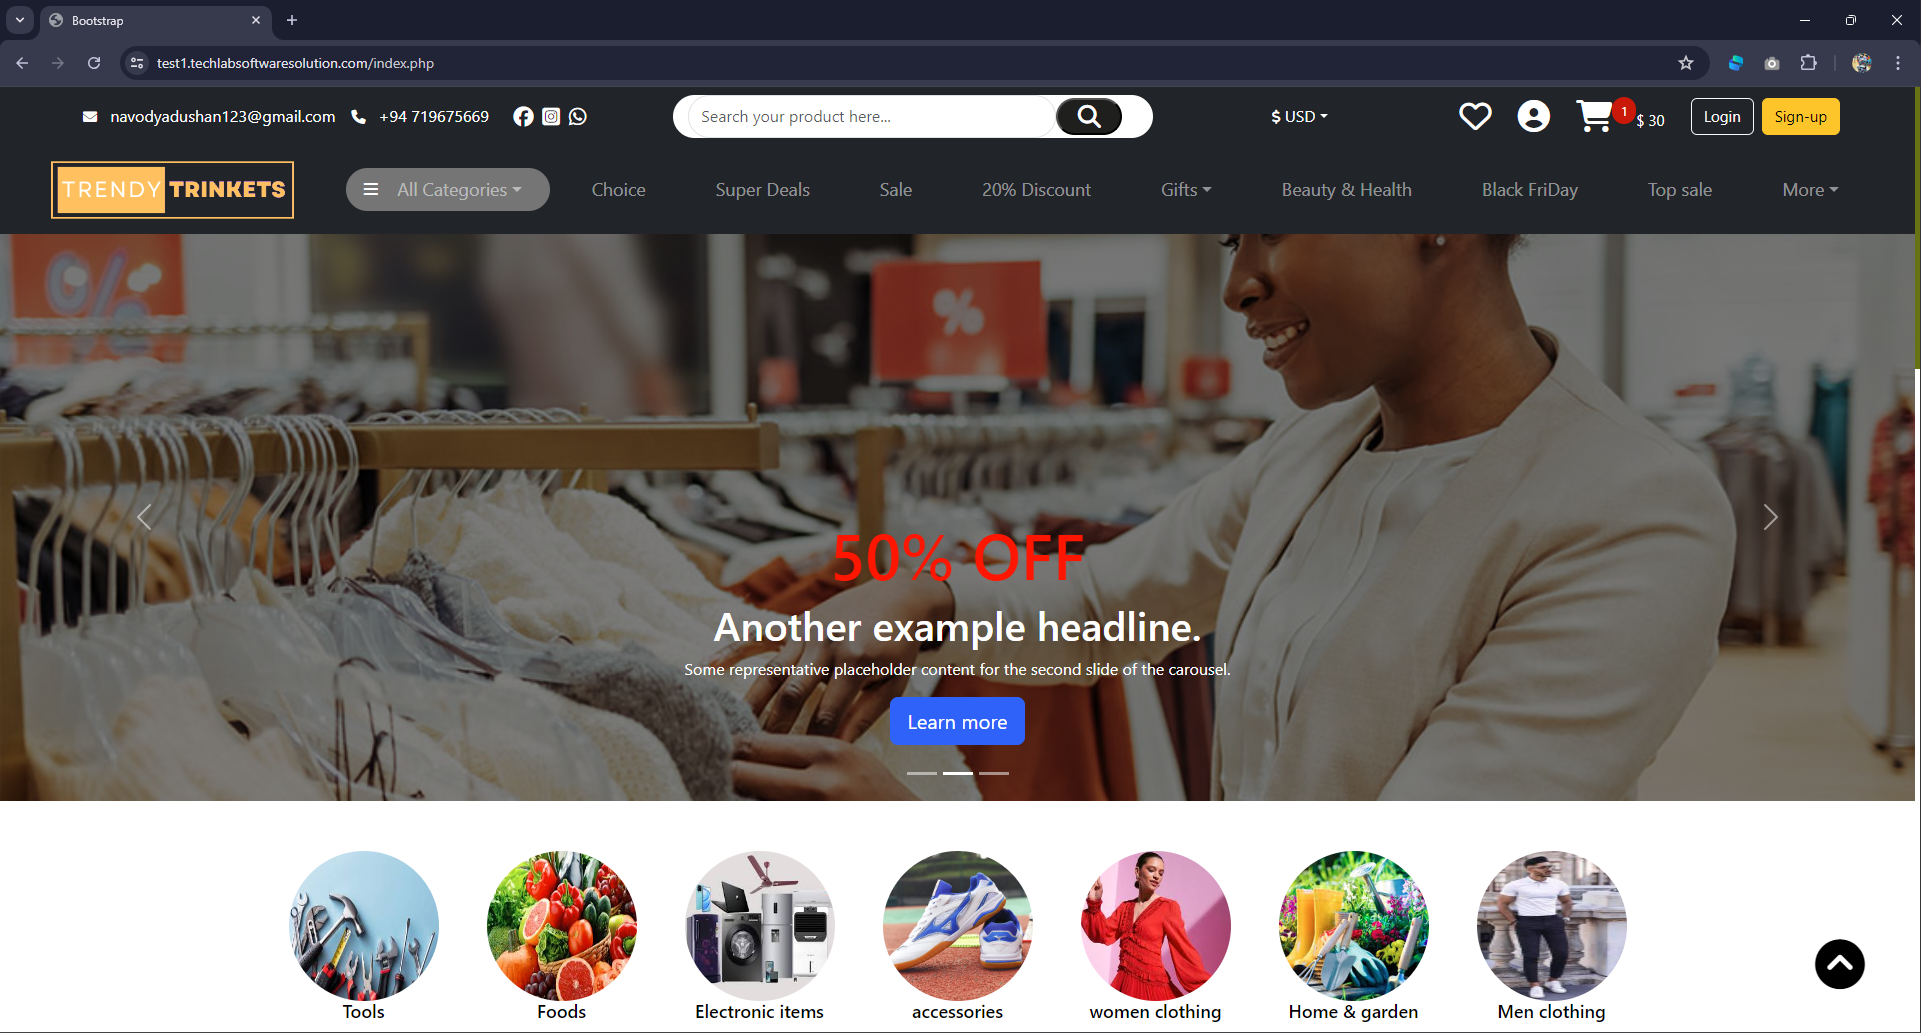 Bootstrap
test1.techlabsoftwaresolution.com/index.php
navodyadushan123@gmail.com +94 719675669 Search your product here... $ USD 1 $ 30 Login Sign-up
TRENDY TRINKETS All Categories Choice Super Deals Sale 20% Discount Gifts Beauty & Health Black FriDay Top sale More
%
%
50% OFF
Another example headline.
Some representative placeholder content for the second slide of the carousel.
Learn more
Tools Foods Electronic items accessories women clothing Home & garden Men clothing